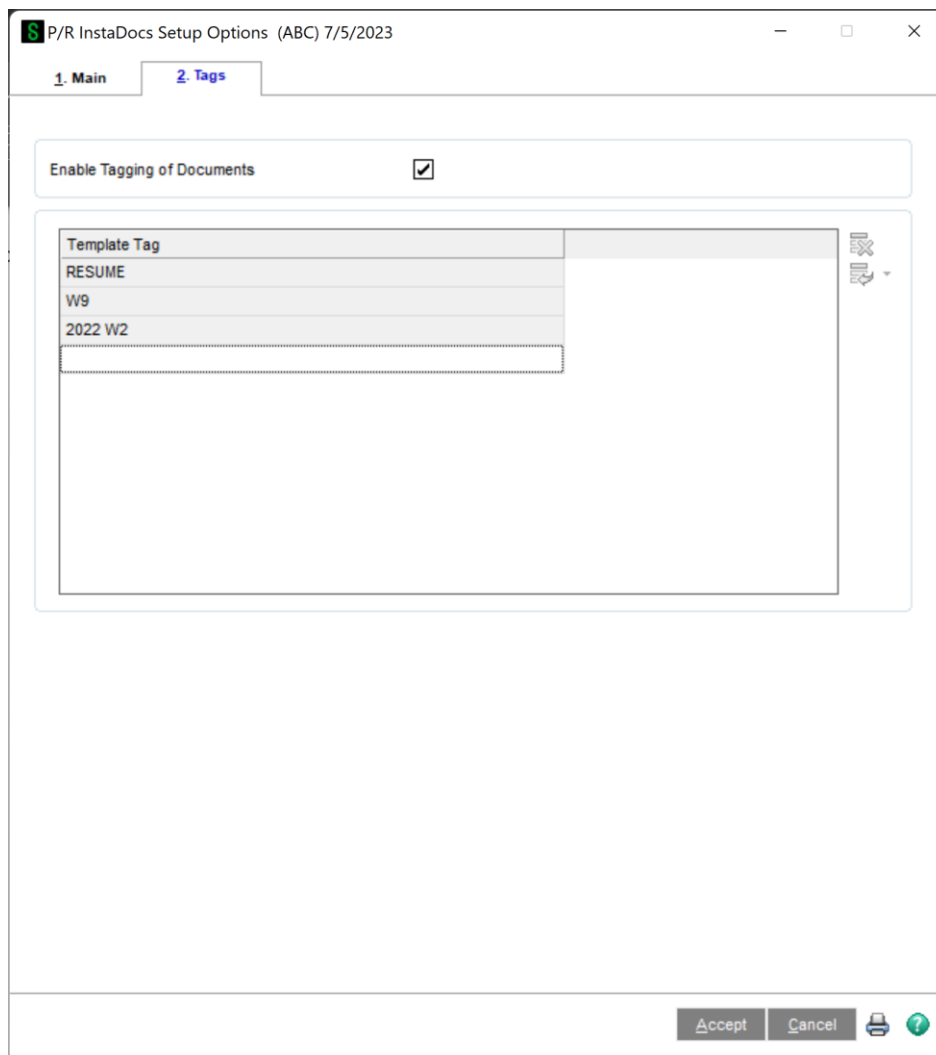 S P/R InstaDocs Setup Options (ABC) 7/5/2023
1. Main 2. Tags
Enable Tagging of Documents
Template Tag
RESUME
W9
2022 W2
Accept Cancel ?